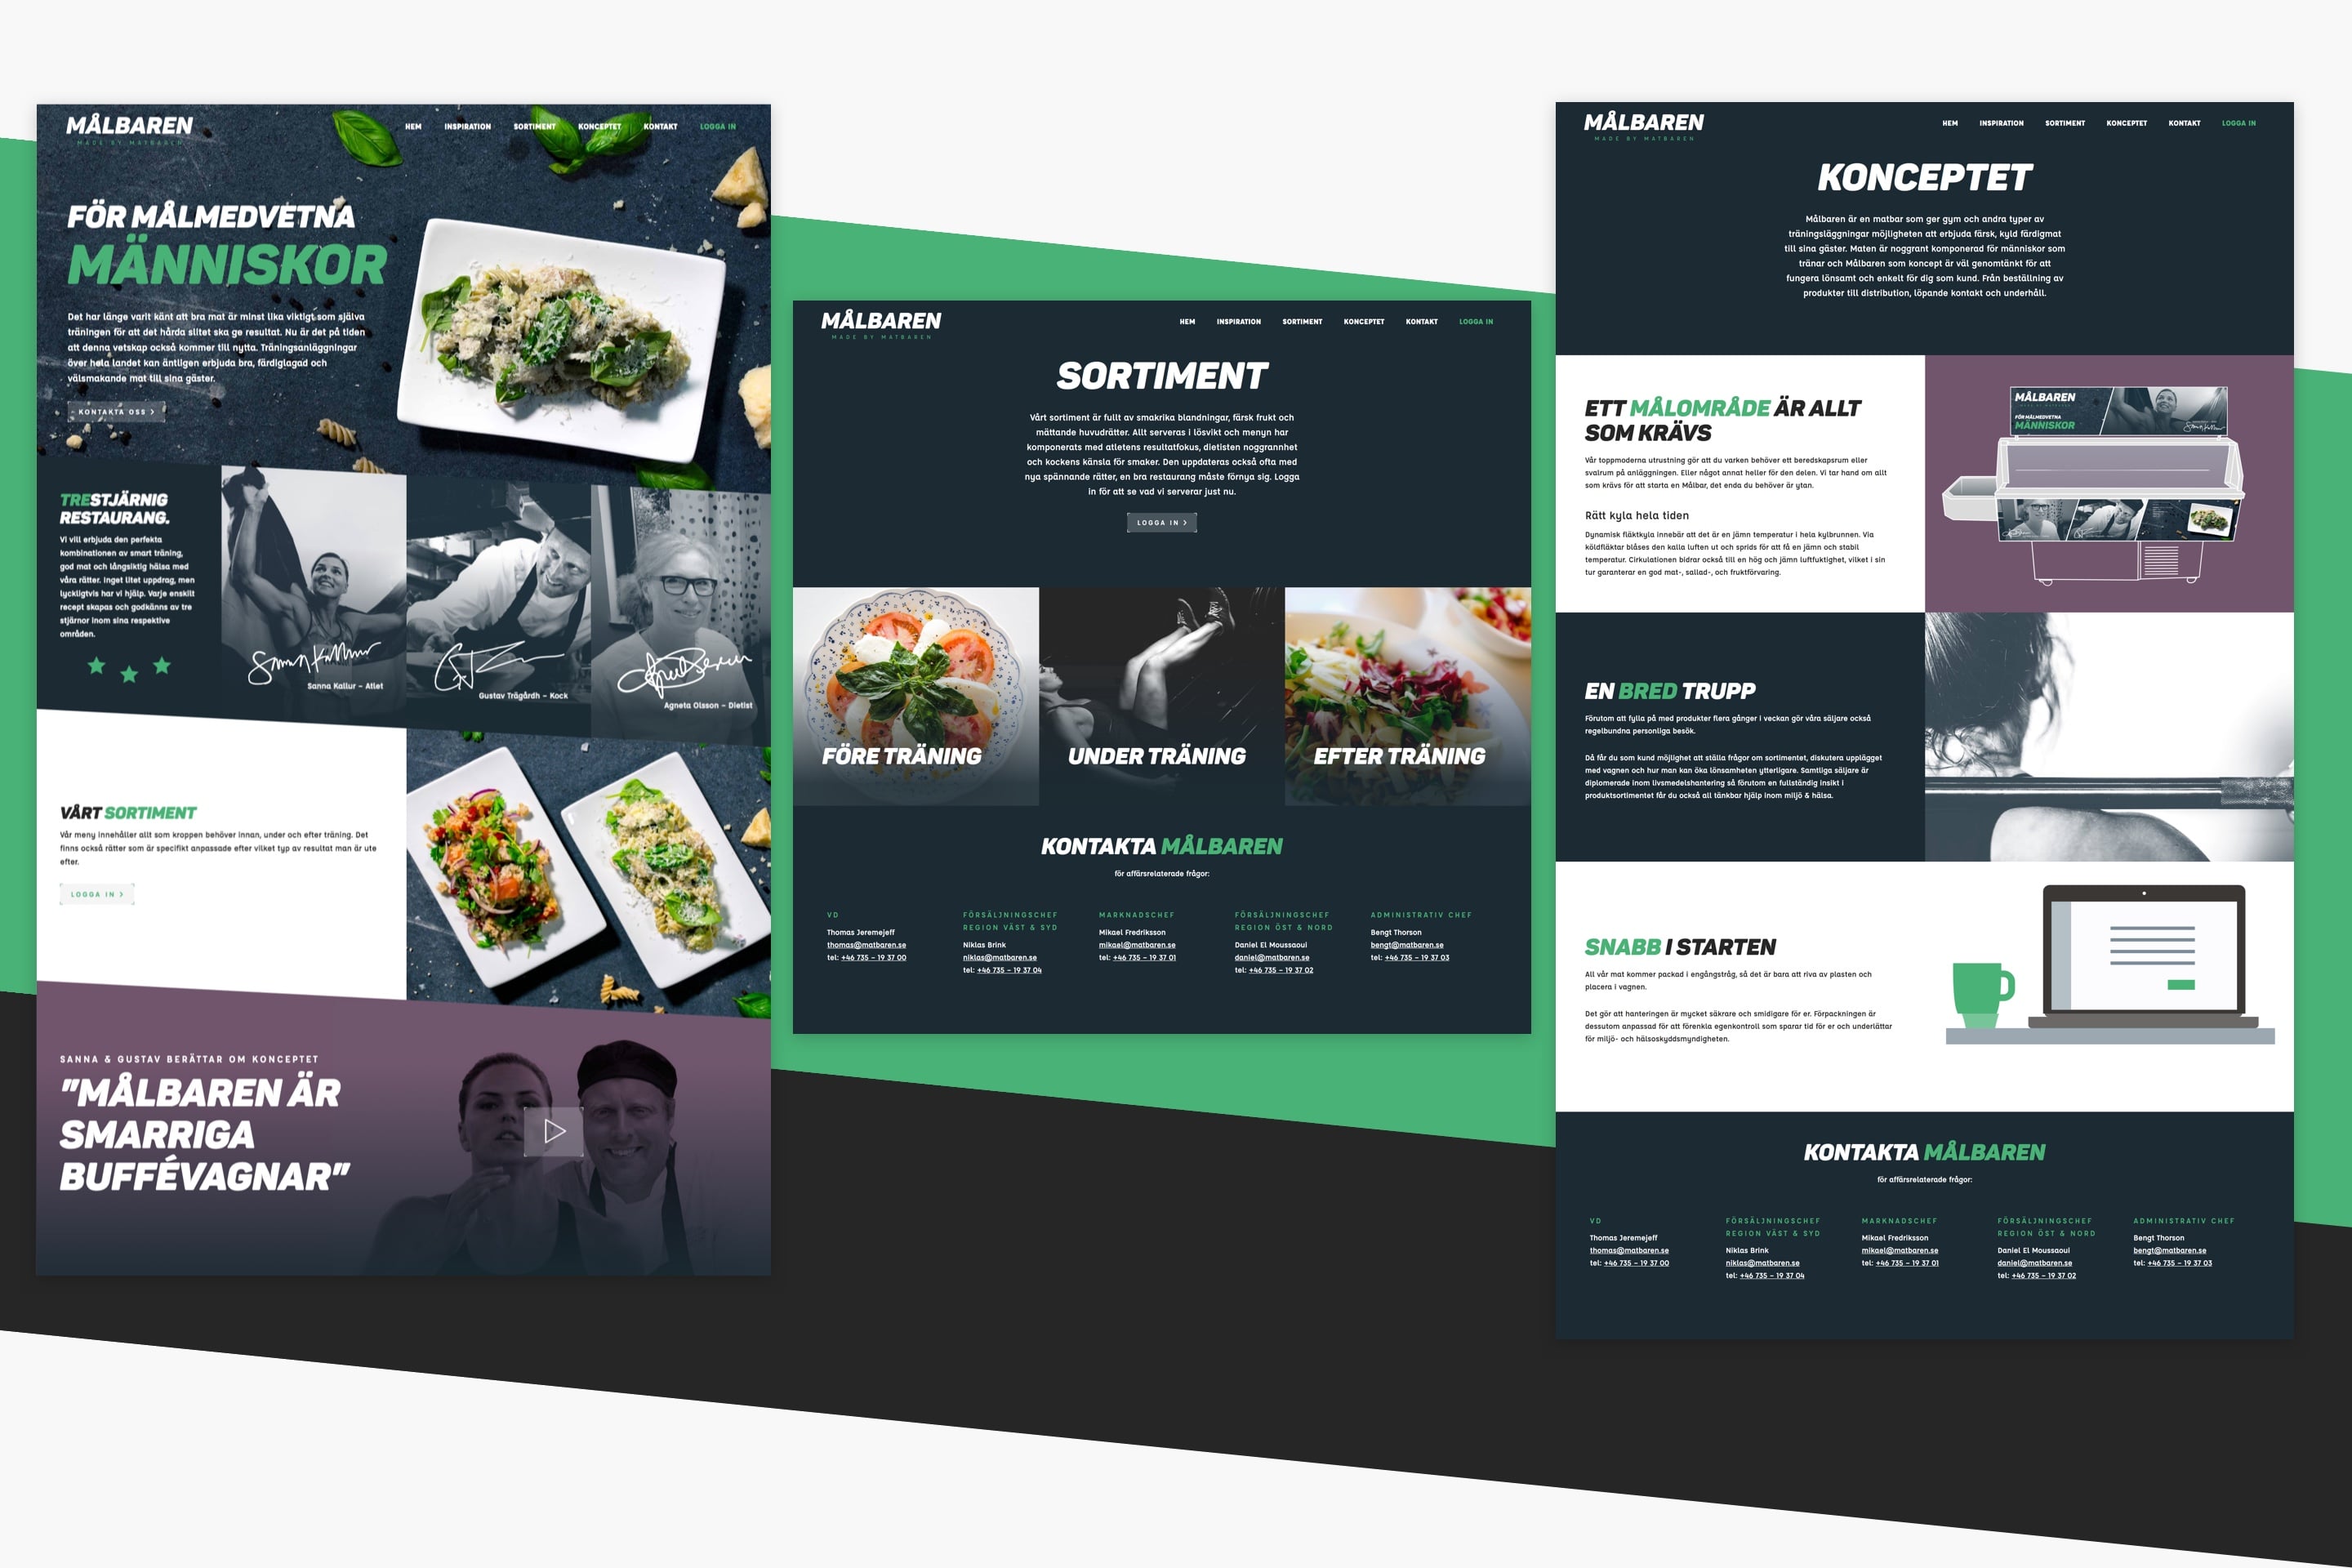 MÅLBAREN
MADE BY MATBAREN
HEM INSPIRATION SORTIMENT KONCEPTET KONTAKT LOGGA IN
FÖR MÅLMEDVETNA
MÄNNISKOR
Det har länge varit känt att bra mat är minst lika viktigt som själva
träningen för att det hårda slitet ska ge resultat. Nu är det på tiden
att denna vetskap också kommer till nytta. Träningsanläggningar
över hela landet kan äntligen erbjuda bra, färdiglagad och
välsmakande mat till sina gäster.
KONTAKTA OSS >
TRESTJÄRNIG
RESTAURANG.
Vi vill erbjuda den perfekta
kombinationen av smart träning,
god mat och långsiktig hälsa med
våra rätter. Inget litet uppdrag, men
lyckligtvis har vi hjälp. Varje enskilt
recept skapas och godkänns av tre
stjärnor inom sina respektive
områden.
Sanna Kallur – Atlet
Gustav Trägårdh – Kock
Agneta Olsson – Dietist
VÅRT SORTIMENT
Vår meny innehåller allt som kroppen behöver innan, under och efter träning. Det
finns också rätter som är specifikt anpassade efter vilket typ av resultat man är ute
efter.
LOGGA IN >
SANNA & GUSTAV BERÄTTAR OM KONCEPTET
"MÅLBAREN ÄR
SMARRIGA
BUFFÉVAGNAR"
MÅLBAREN
MADE BY MATBAREN
HEM INSPIRATION SORTIMENT KONCEPTET KONTAKT LOGGA IN
SORTIMENT
Vårt sortiment är fullt av smakrika blandningar, färsk frukt och
mättande huvudrätter. Allt serveras i lösvikt och menyn har
komponerats med atletens resultatfokus, dietisten noggrannhet
och kockens känsla för smaker. Den uppdateras också ofta med
nya spännande rätter, en bra restaurang måste förnya sig. Logga
in för att se vad vi serverar just nu.
LOGGA IN >
FÖRE TRÄNING
UNDER TRÄNING
EFTER TRÄNING
KONTAKTA MÅLBAREN
för affärsrelaterade frågor:
VD
Thomas Jeremejeff
thomas@matbaren.se
tel: +46 735 – 19 37 00
FÖRSÄLJNINGSCHEF
REGION VÄST & SYD
Niklas Brink
niklas@matbaren.se
tel: +46 735 – 19 37 04
MARKNADSCHEF
Mikael Fredriksson
mikael@matbaren.se
tel: +46 735 – 19 37 01
FÖRSÄLJNINGSCHEF
REGION ÖST & NORD
Daniel El Moussaoui
daniel@matbaren.se
tel: +46 735 – 19 37 02
ADMINISTRATIV CHEF
Bengt Thorson
bengt@matbaren.se
tel: +46 735 – 19 37 03
MÅLBAREN
MADE BY MATBAREN
HEM INSPIRATION SORTIMENT KONCEPTET KONTAKT LOGGA IN
KONCEPTET
Målbaren är en matbar som ger gym och andra typer av
träningsläggningar möjligheten att erbjuda färsk, kyld färdigmat
till sina gäster. Maten är noggrant komponerad för människor som
tränar och Målbaren som koncept är väl genomtänkt för att
fungera lönsamt och enkelt för dig som kund. Från beställning av
produkter till distribution, löpande kontakt och underhåll.
ETT MÅLOMRÅDE ÄR ALLT
SOM KRÄVS
Vår toppmoderna utrustning gör att du varken behöver ett beredskapsrum eller
svalrum på anläggningen. Eller något annat heller för den delen. Vi tar hand om allt
som krävs för att starta en Målbar, det enda du behöver är ytan.
Rätt kyla hela tiden
Dynamisk fläktkyla innebär att det är en jämn temperatur i hela kylbrunnen. Via
köldfläktar blåses den kalla luften ut och sprids för att få en jämn och stabil
temperatur. Cirkulationen bidrar också till en hög och jämn luftfuktighet, vilket i sin
tur garanterar en god mat-, sallad-, och fruktförvaring.
MÅLBAREN
FÖR MÅLMEDVETNA
MÄNNISKOR
EN BRED TRUPP
Förutom att fylla på med produkter flera gånger i veckan gör våra säljare också
regelbundna personliga besök.
Då får du som kund möjlighet att ställa frågor om sortimentet, diskutera upplägget
med vagnen och hur man kan öka lönsamheten ytterligare. Samtliga säljare är
diplomerade inom livsmedelshantering så förutom en fullständig insikt i
produktsortimentet får du också all tänkbar hjälp inom miljö & hälsa.
SNABB I STARTEN
All vår mat kommer packad i engångstråg, så det är bara att riva av plasten och
placera i vagnen.
Det gör att hanteringen är mycket säkrare och smidigare för er. Förpackningen är
dessutom anpassad för att förenkla egenkontroll som sparar tid för er och underlättar
för miljö- och hälsoskyddsmyndigheten.
KONTAKTA MÅLBAREN
för affärsrelaterade frågor:
VD
Thomas Jeremejeff
thomas@matbaren.se
tel: +46 735 – 19 37 00
FÖRSÄLJNINGSCHEF
REGION VÄST & SYD
Niklas Brink
niklas@matbaren.se
tel: +46 735 – 19 37 04
MARKNADSCHEF
Mikael Fredriksson
mikael@matbaren.se
tel: +46 735 – 19 37 01
FÖRSÄLJNINGSCHEF
REGION ÖST & NORD
Daniel El Moussaoui
daniel@matbaren.se
tel: +46 735 – 19 37 02
ADMINISTRATIV CHEF
Bengt Thorson
bengt@matbaren.se
tel: +46 735 – 19 37 03